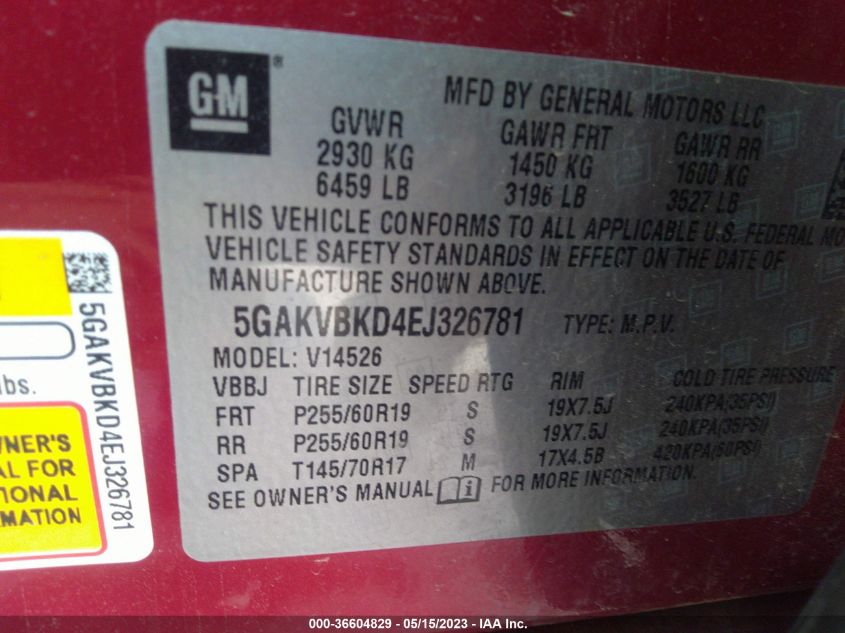 GM
®
MFD BY GENERAL MOTORS LLC
GVWR GAWR FRT GAWR RR
2930 KG 1450 KG 1600 KG
6459 LB 3196 LB 3527 LB
THIS VEHICLE CONFORMS TO ALL APPLICABLE U.S. FEDERAL MO
VEHICLE SAFETY STANDARDS IN EFFECT ON THE DATE OF
MANUFACTURE SHOWN ABOVE.
5GAKVBKD4EJ326781 TYPE: M.P.V.
MODEL: V14526
VBBJ TIRE SIZE SPEED RTG RIM COLD TIRE PRESSURE
FRT P255/60R19 S 19X7.5J 240KPA(35PSI)
RR P255/60R19 S 19X7.5J 240KPA(35PSI)
SPA T145/70R17 M 17X4.5B 420KPA(60PSI)
SEE OWNER'S MANUAL i FOR MORE INFORMATION.
5GAKVBKD4EJ326781
lbs.
WNER'S
AL FOR
TIONAL
RMATION
000-36604829 - 05/15/2023 - IAA Inc.